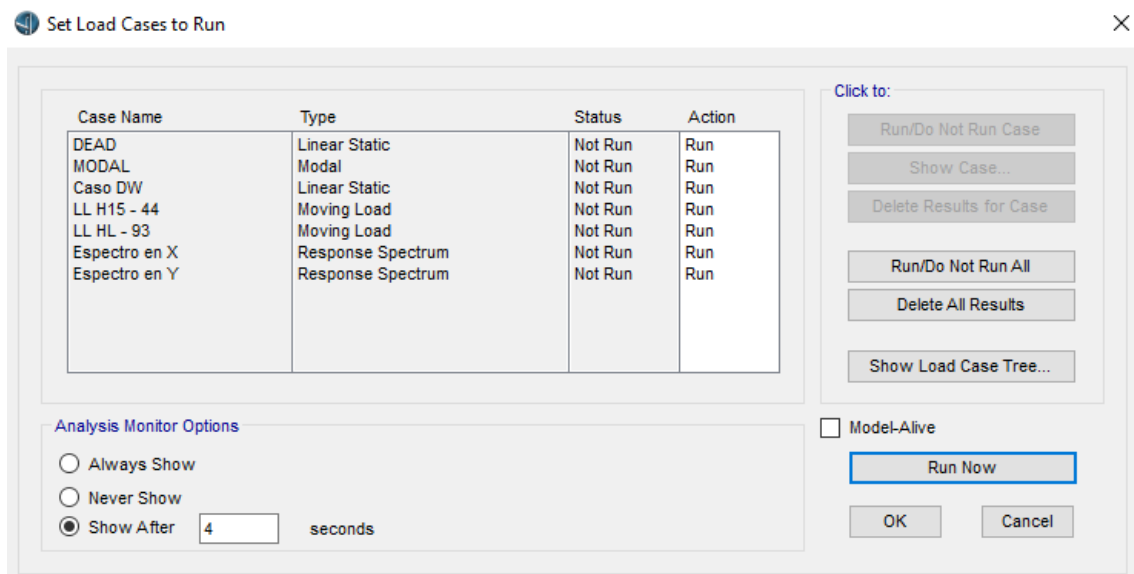 Set Load Cases to Run
Case Name Type Status Action
DEAD Linear Static Not Run Run
MODAL Modal Not Run Run
Caso DW Linear Static Not Run Run
LL H15 - 44 Moving Load Not Run Run
LL HL - 93 Moving Load Not Run Run
Espectro en X Response Spectrum Not Run Run
Espectro en Y Response Spectrum Not Run Run
Click to:
Run/Do Not Run Case
Show Case...
Delete Results for Case
Run/Do Not Run All
Delete All Results
Show Load Case Tree...
Analysis Monitor Options
Always Show
Never Show
Show After 4 seconds
Model-Alive
Run Now
OK Cancel